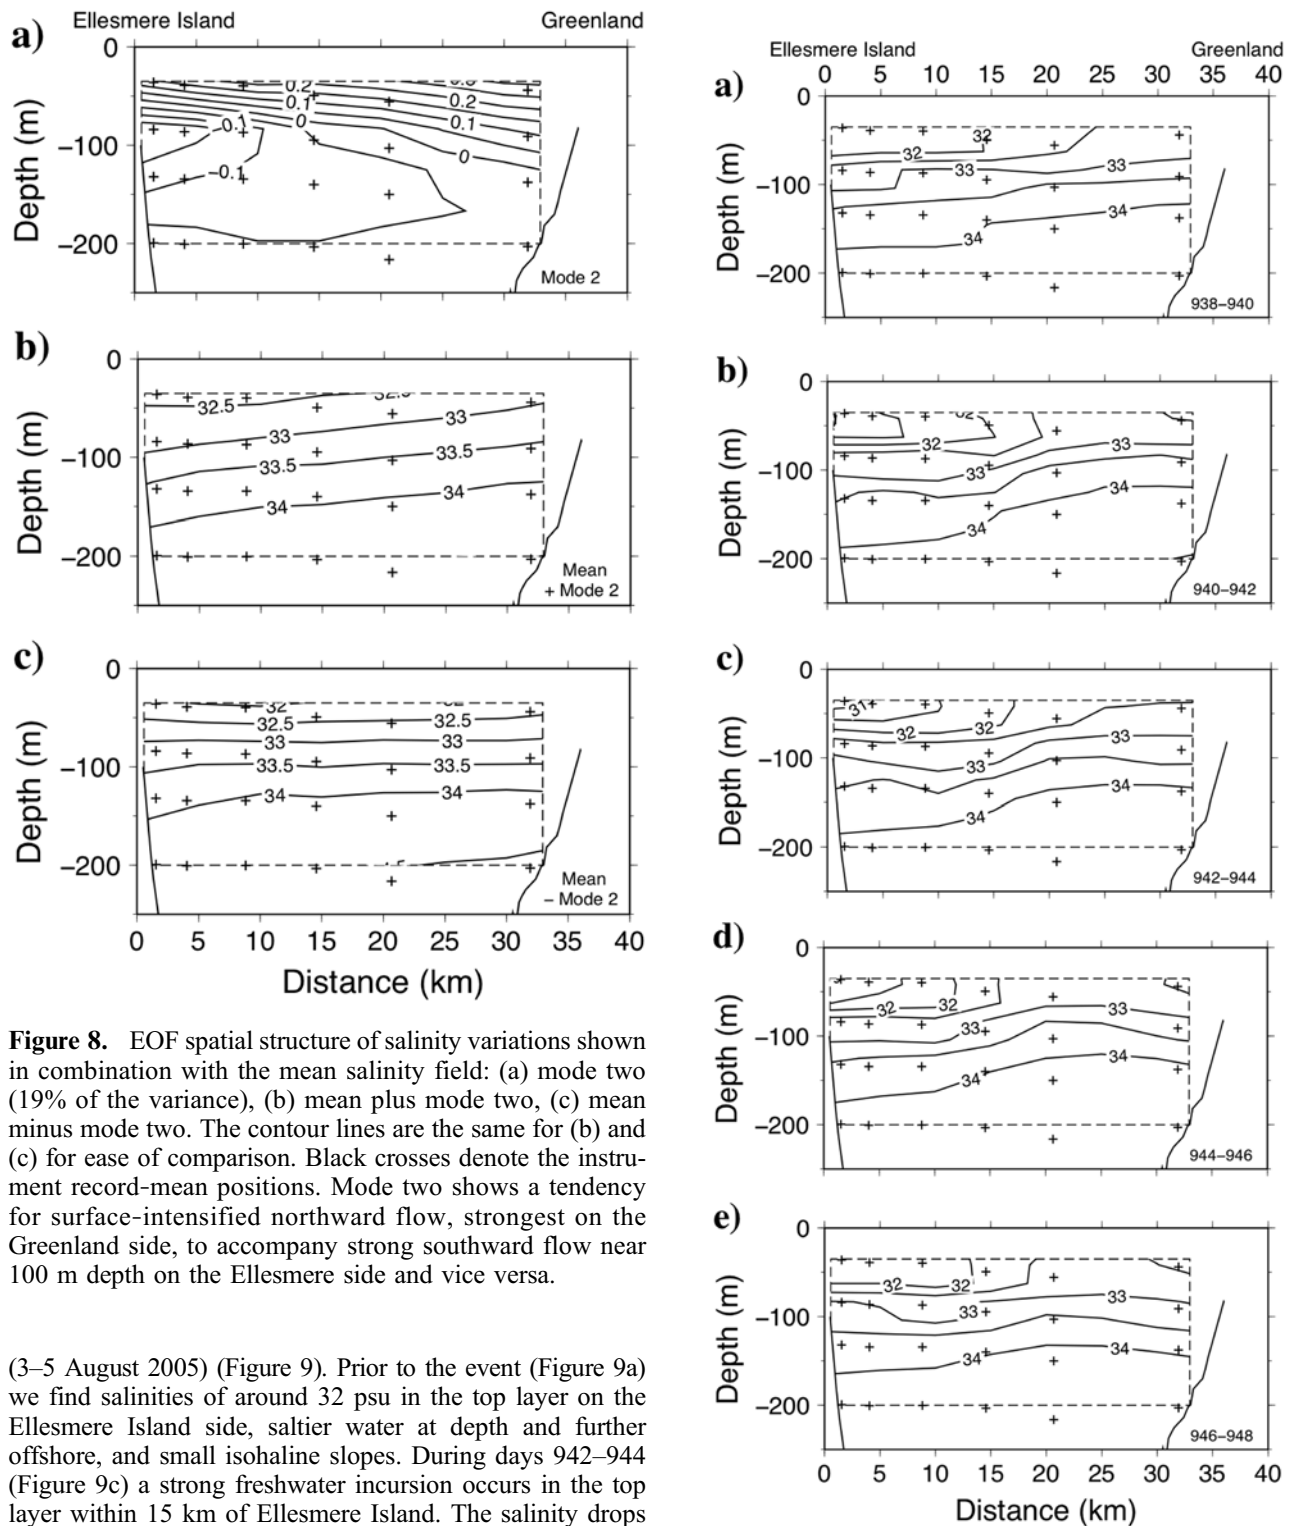 Ellesmere Island Greenland
a)
0
−100
−200
Depth (m)
0.2
0.1
0.2
0.1
0
0.1
0
−0.1
Mode 2
b)
0
−100
−200
Depth (m)
32.5
33
33
33.5
33.5
34
34
Mean
+ Mode 2
c)
0
−100
−200
Depth (m)
32
32.5
32.5
33
33
33.5
33.5
34
34
Mean
− Mode 2
0 5 10 15 20 25 30 35 40
Distance (km)
Figure 8. EOF spatial structure of salinity variations shown
in combination with the mean salinity field: (a) mode two
(19% of the variance), (b) mean plus mode two, (c) mean
minus mode two. The contour lines are the same for (b) and
(c) for ease of comparison. Black crosses denote the instru-
ment record-mean positions. Mode two shows a tendency
for surface-intensified northward flow, strongest on the
Greenland side, to accompany strong southward flow near
100 m depth on the Ellesmere side and vice versa.
(3–5 August 2005) (Figure 9). Prior to the event (Figure 9a)
we find salinities of around 32 psu in the top layer on the
Ellesmere Island side, saltier water at depth and further
offshore, and small isohaline slopes. During days 942–944
(Figure 9c) a strong freshwater incursion occurs in the top
layer within 15 km of Ellesmere Island. The salinity drops
Ellesmere Island Greenland
0 5 10 15 20 25 30 35 40
a)
0
−100
−200
Depth (m)
32
32
33
33
34
34
938–940
b)
0
−100
−200
Depth (m)
32
33
33
34
34
940–942
c)
0
−100
−200
Depth (m)
31
32
32
33
33
34
34
942–944
d)
0
−100
−200
Depth (m)
32
32
33
33
34
34
944–946
e)
0
−100
−200
Depth (m)
32
32
33
33
34
34
946–948
0 5 10 15 20 25 30 35 40
Distance (km)